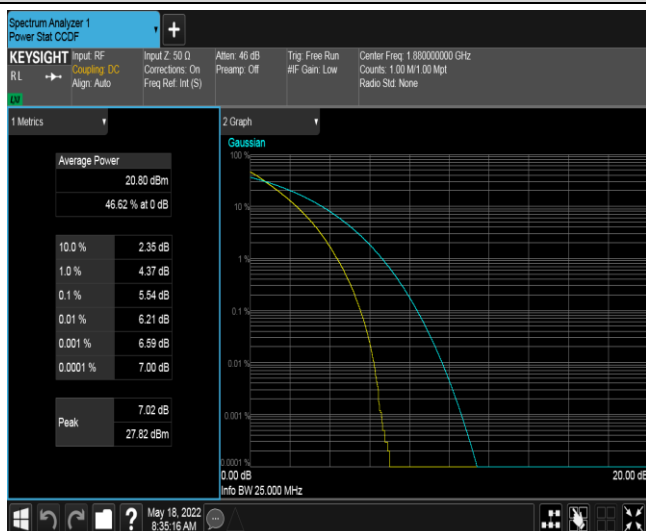 Spectrum Analyzer 1
Power Stat CCDF
+
KEYSIGHT
RL
Input: RF
Coupling: DC
Align: Auto
Input Z: 50 Ω
Corrections: On
Freq Ref: Int (S)
Atten: 46 dB
Preamp: Off
Trig: Free Run
#IF Gain: Low
Center Freq: 1.880000000 GHz
Counts: 1.00 M/1.00 Mpt
Radio Std: None
1 Metrics
Average Power
20.80 dBm
46.62 % at 0 dB
10.0 % 2.35 dB
1.0 % 4.37 dB
0.1 % 5.54 dB
0.01 % 6.21 dB
0.001 % 6.59 dB
0.0001 % 7.00 dB
Peak
7.02 dB
27.82 dBm
2 Graph
Gaussian
100 %
10 %
1 %
0.1 %
0.01 %
0.001 %
0.0001 %
0.00 dB 20.00 dB
Info BW 25.000 MHz
?
May 18, 2022
8:35:16 AM